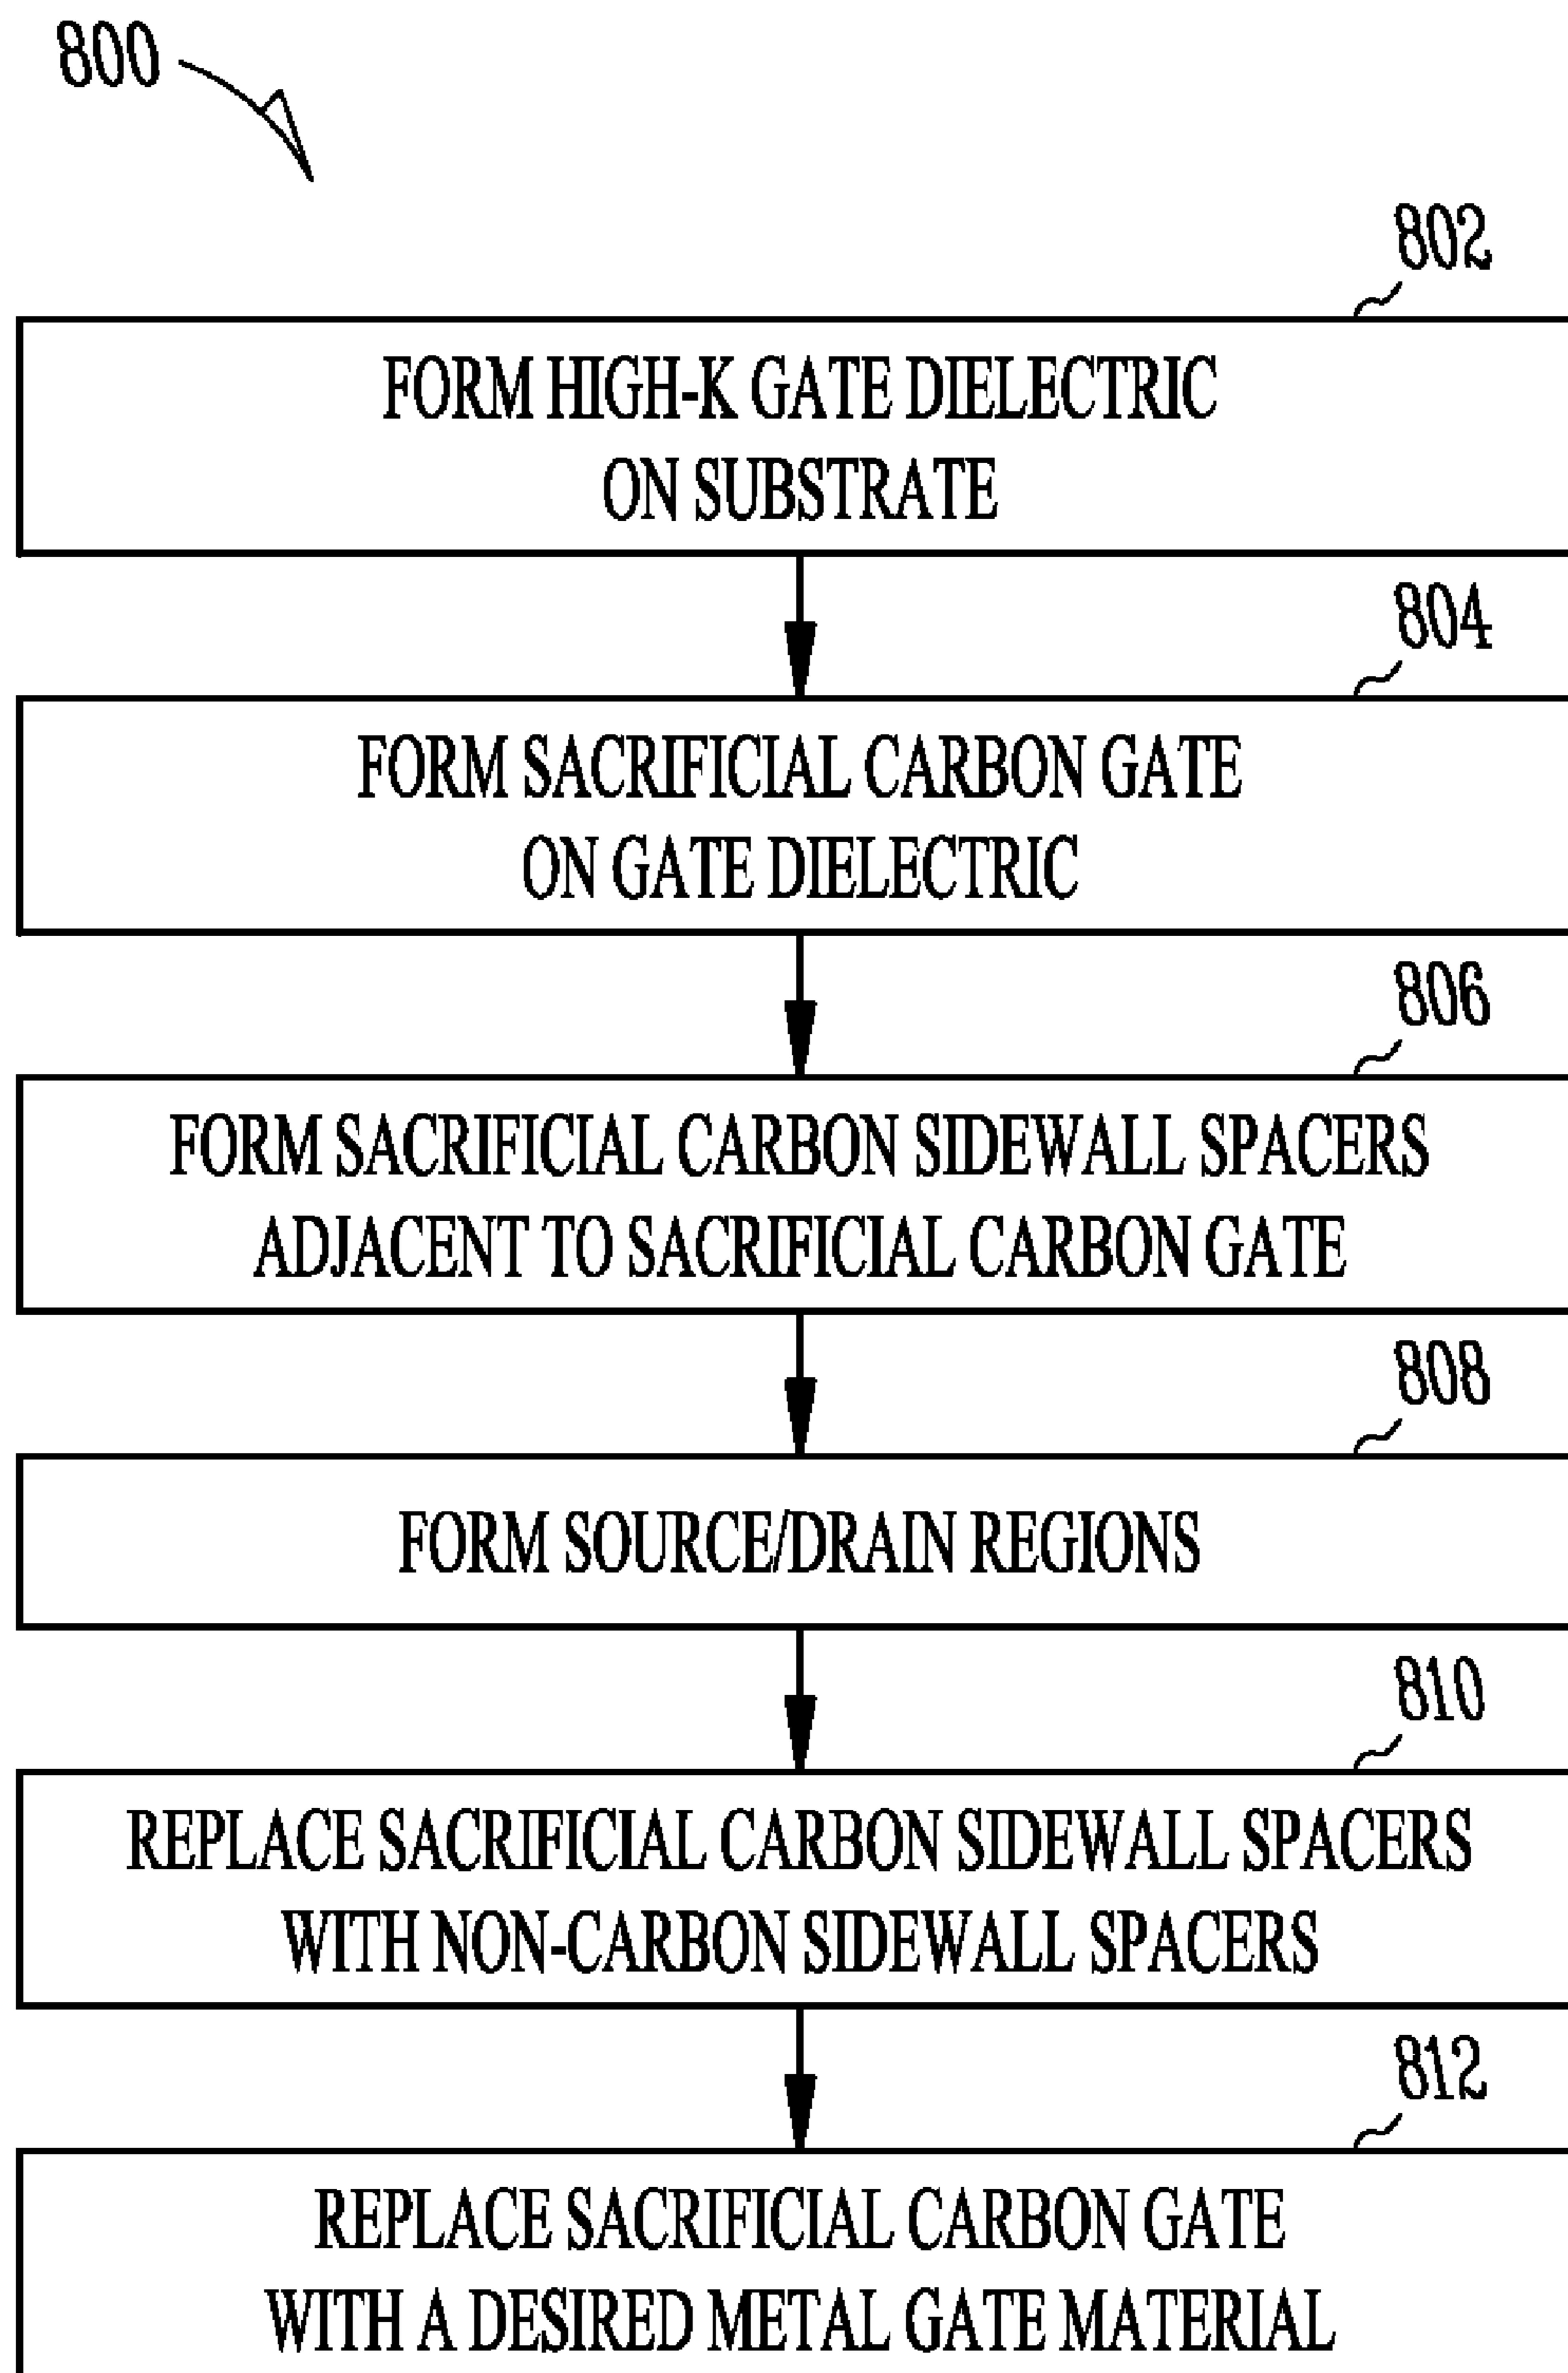 800
802
FORM HIGH-K GATE DIELECTRIC
ON SUBSTRATE
804
FORM SACRIFICIAL CARBON GATE
ON GATE DIELECTRIC
806
FORM SACRIFICIAL CARBON SIDEWALL SPACERS
ADJACENT TO SACRIFICIAL CARBON GATE
808
FORM SOURCE/DRAIN REGIONS
810
REPLACE SACRIFICIAL CARBON SIDEWALL SPACERS
WITH NON-CARBON SIDEWALL SPACERS
812
REPLACE SACRIFICIAL CARBON GATE
WITH A DESIRED METAL GATE MATERIAL